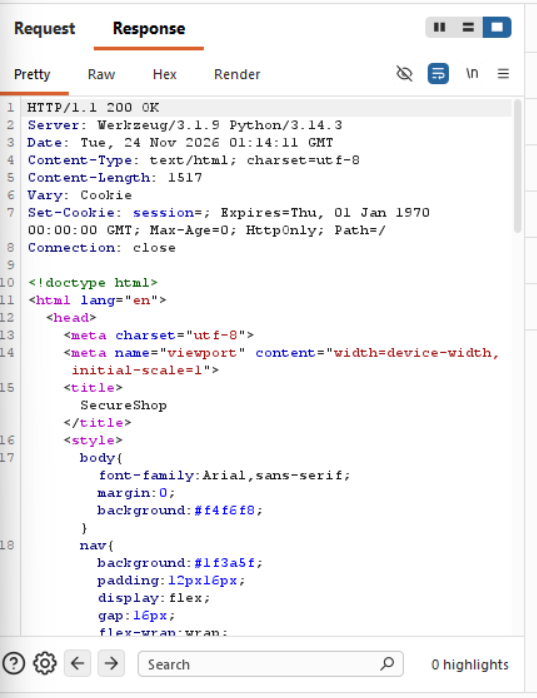 Request Response
Pretty Raw Hex Render \n
1 HTTP/1.1 200 OK
2 Server: Werkzeug/3.1.9 Python/3.14.3
3 Date: Tue, 24 Nov 2026 01:14:11 GMT
4 Content-Type: text/html; charset=utf-8
5 Content-Length: 1517
6 Vary: Cookie
7 Set-Cookie: session=; Expires=Thu, 01 Jan 1970
00:00:00 GMT; Max-Age=0; HttpOnly; Path=/
8 Connection: close
9
10 <!doctype html>
11 <html lang="en">
12 <head>
13 <meta charset="utf-8">
14 <meta name="viewport" content="width=device-width,
initial-scale=1">
15 <title>
SecureShop
</title>
16 <style>
17 body{
font-family:Arial,sans-serif;
margin:0;
background:#f4f6f8;
}
18 nav{
background:#1f3a5f;
padding:12px16px;
display:flex;
gap:16px;
flex-wrap:wrap;
Search 0 highlights